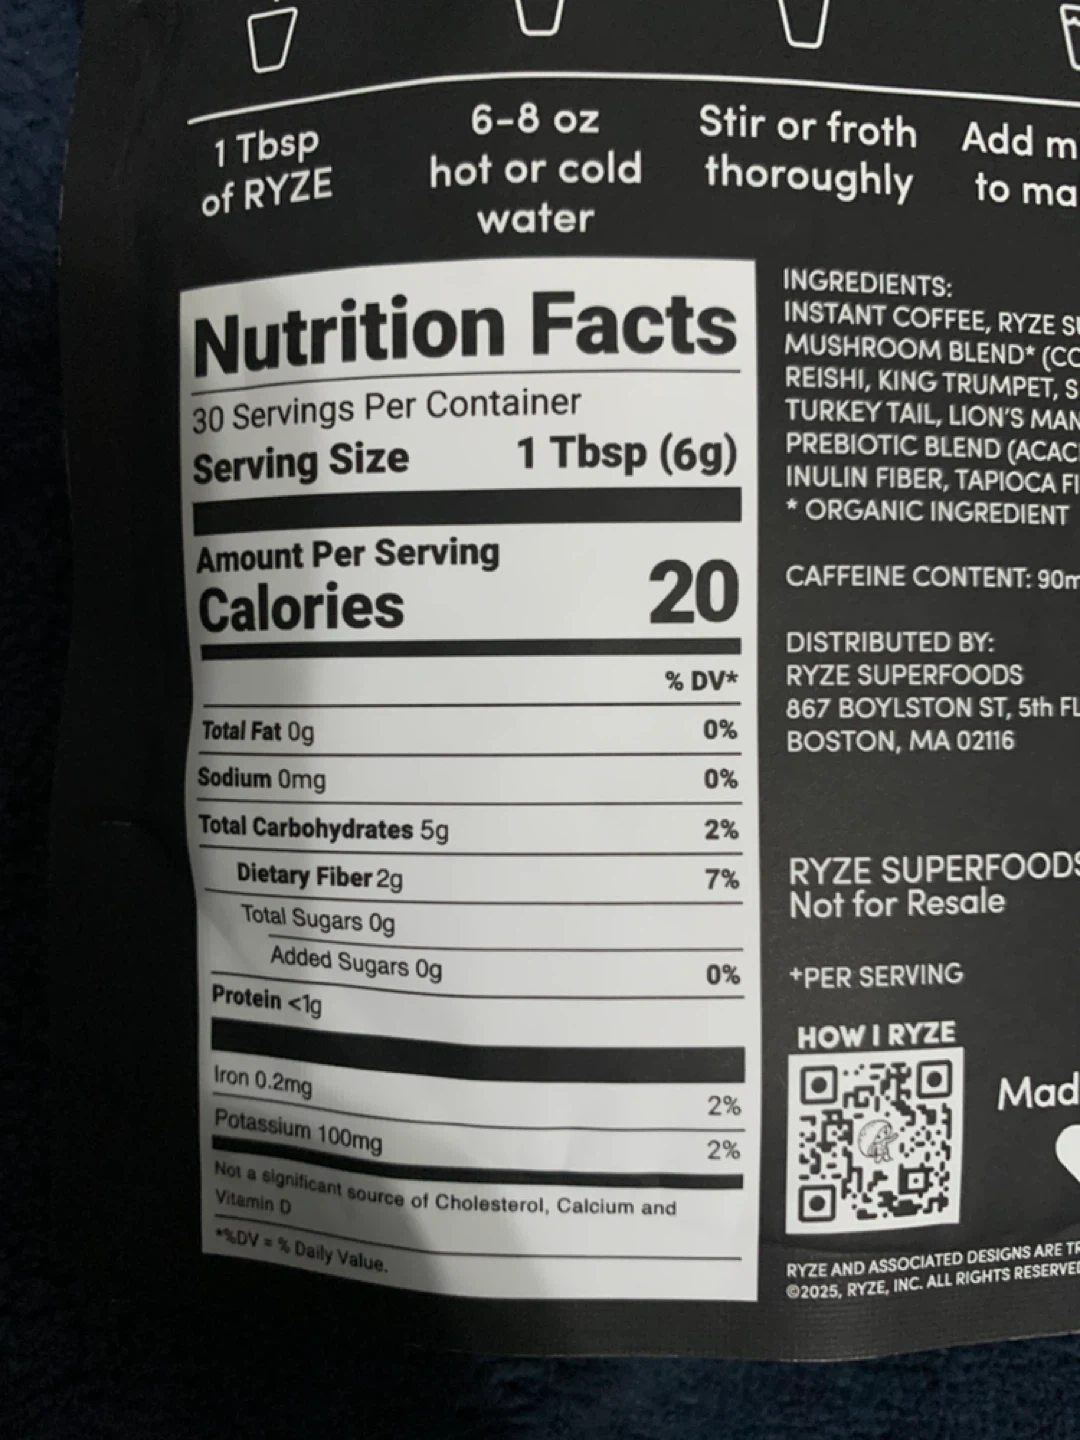 1 Tbsp
of RYZE
6-8 oz
hot or cold
water
Stir or froth
thoroughly
Add
to
Nutrition Facts
30 Servings Per Container
Serving Size 1 Tbsp (6g)
Amount Per Serving
Calories 20
% DV*
Total Fat 0g 0%
Sodium 0mg 0%
Total Carbohydrates 5g 2%
Dietary Fiber 2g 7%
Total Sugars 0g
Added Sugars 0g 0%
Protein <1g
Iron 0.2mg 2%
Potassium 100mg 2%
Not a significant source of Cholesterol, Calcium and
Vitamin D
*%DV = % Daily Value.
INGREDIENTS:
INSTANT COFFEE, RYZE
MUSHROOM BLEND*
REISHI, KING TRUMPET,
TURKEY TAIL, LION'S
PREBIOTIC BLEND
INULIN FIBER, TAPIOCA
* ORGANIC INGREDIENT
CAFFEINE CONTENT:
DISTRIBUTED BY:
RYZE SUPERFOODS
867 BOYLSTON ST, 5th
BOSTON, MA 02116
RYZE SUPERFOODS
Not for Resale
+PER SERVING
HOW I RYZE
Mad
RYZE AND ASSOCIATED DESIGNS ARE
©2025, RYZE, INC. ALL RIGHTS RESERVED